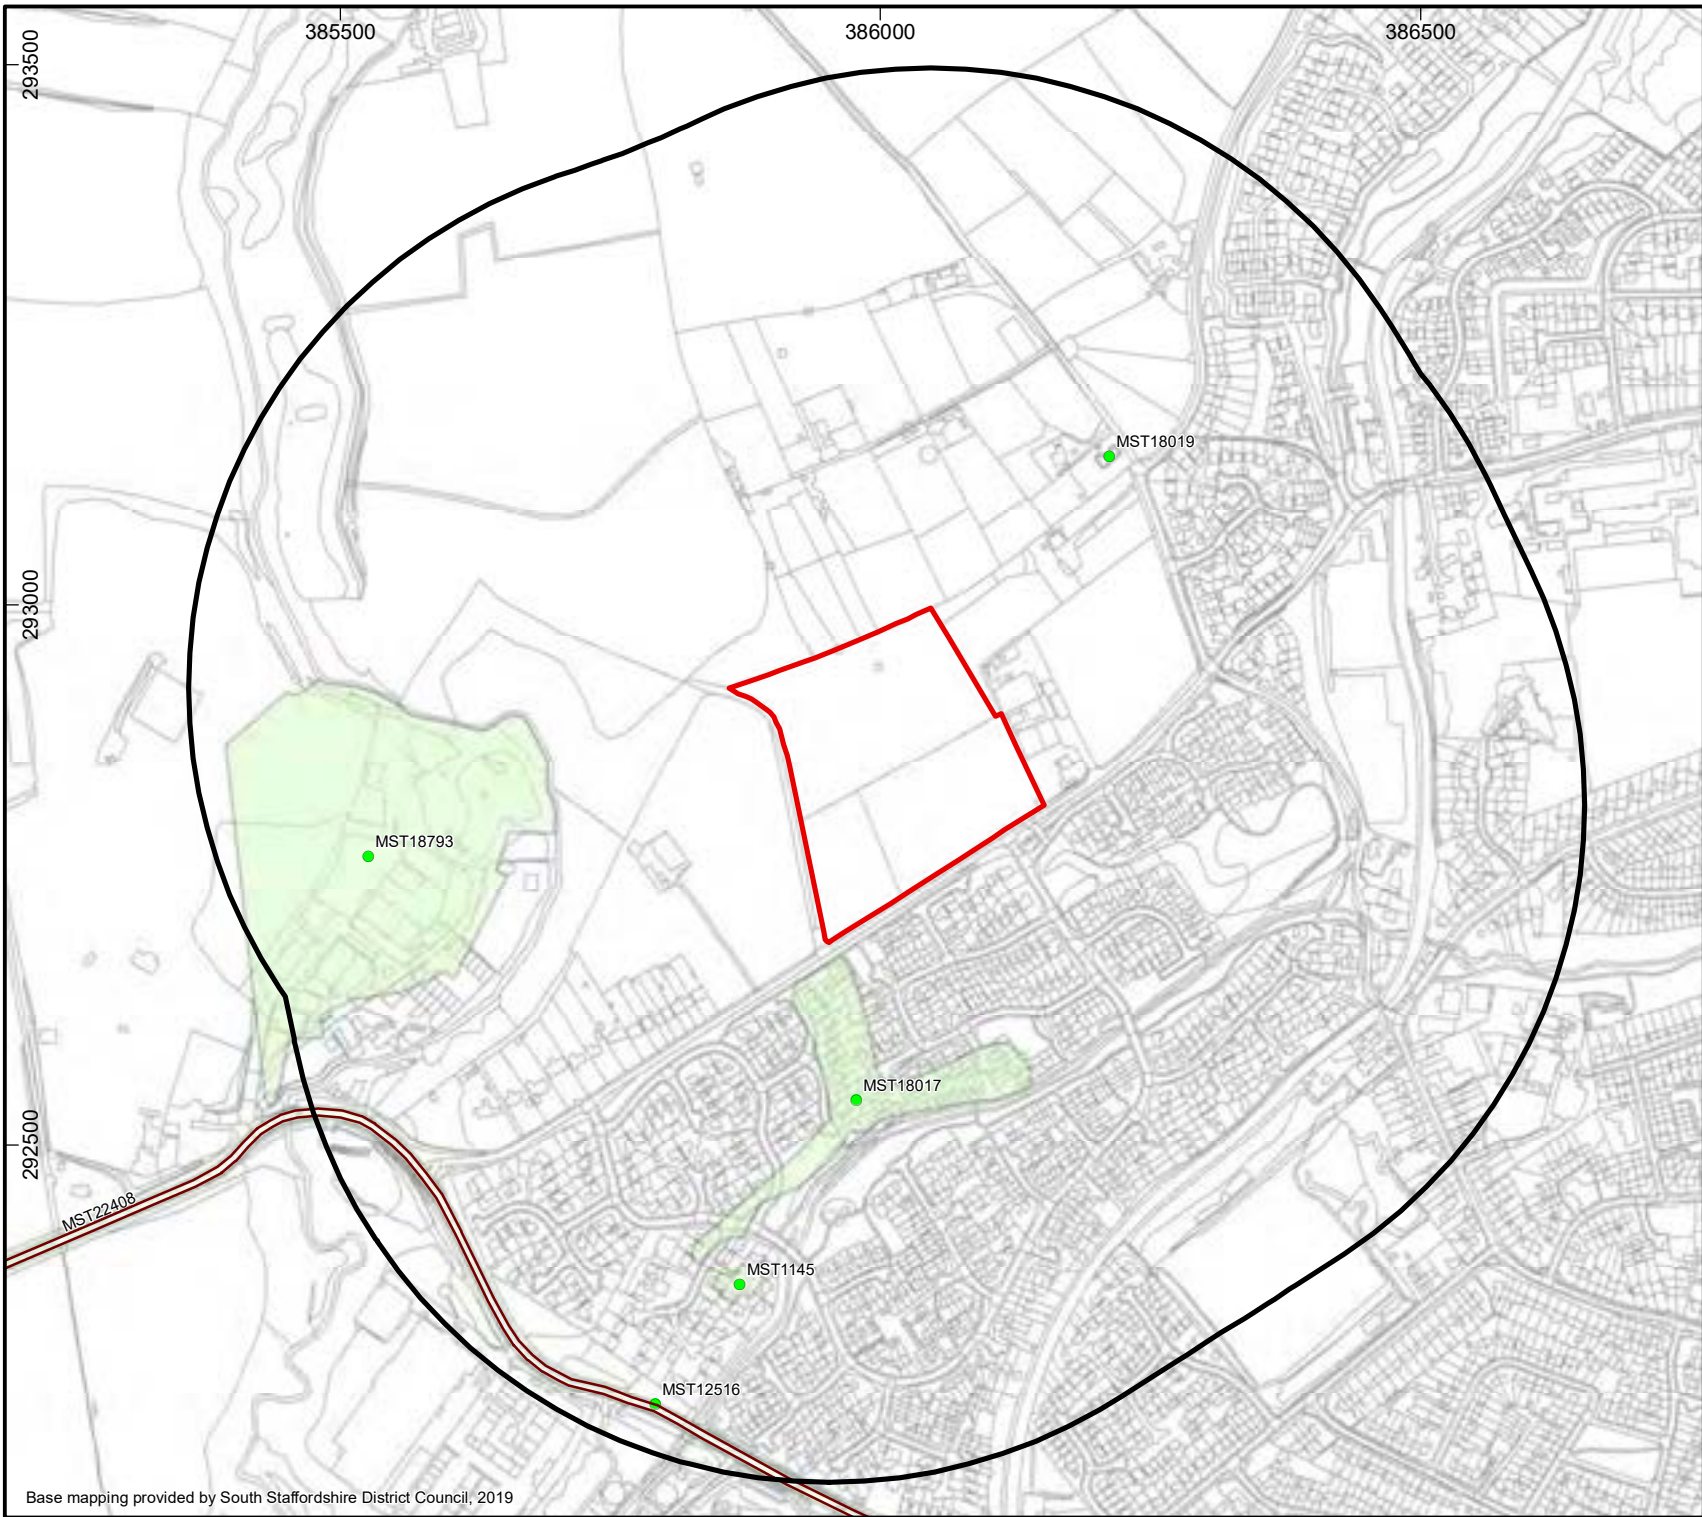 385500
386000
386500
293500
MST18019
293000
MST18793
MST18017
292500
MST22408
MST1145
MST12516
Base mapping provided by South Staffordshire District Council, 2019